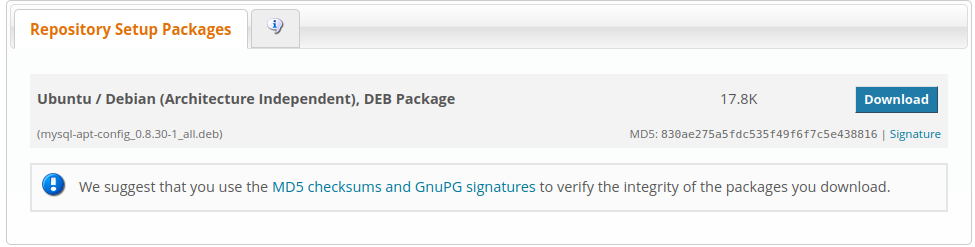 Repository Setup Packages
Ubuntu / Debian (Architecture Independent), DEB Package 17.8K Download
(mysql-apt-config_0.8.30-1_all.deb) MD5: 830ae275a5fdc535f49f6f7c5e438816 | Signature
We suggest that you use the MD5 checksums and GnuPG signatures to verify the integrity of the packages you download.